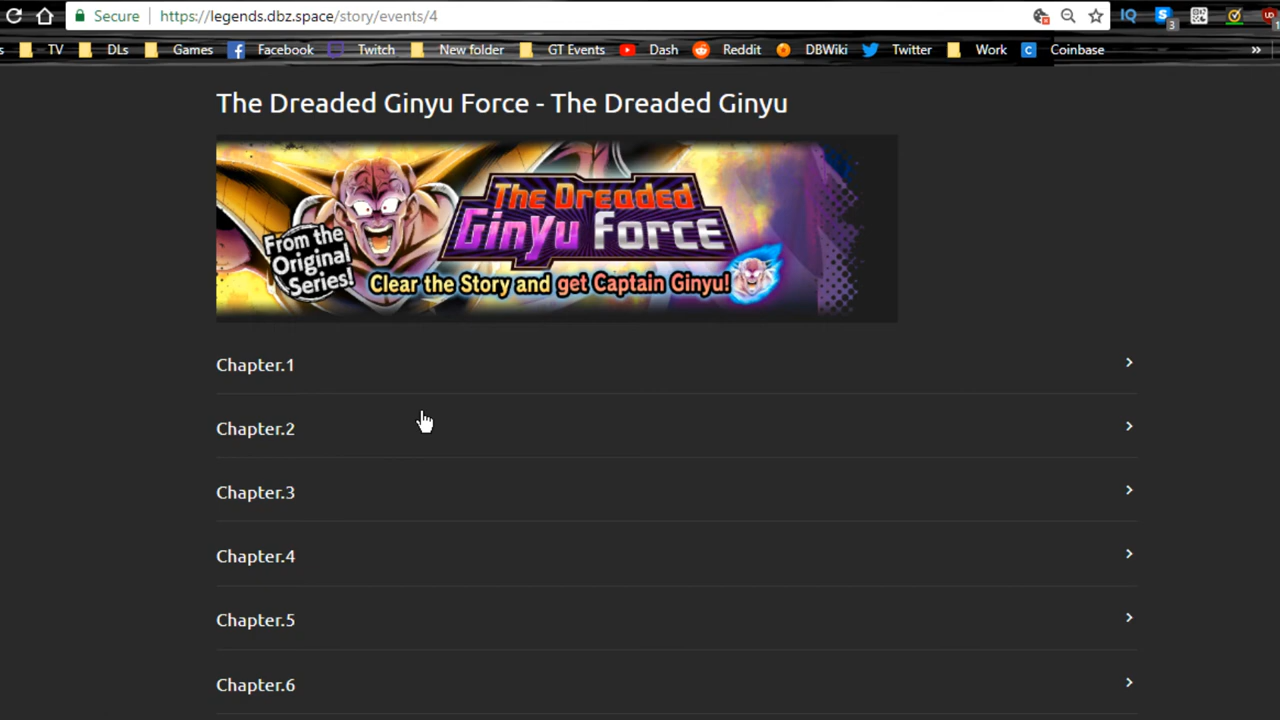 Secure https://legends.dbz.space/story/events/4
s TV DLs Games Facebook Twitch New folder GT Events Dash Reddit DBWiki Twitter Work C Coinbase »
The Dreaded Ginyu Force - The Dreaded Ginyu
The Dreaded
Ginyu Force
From the
Original
Series!
Clear the Story and get Captain Ginyu!
Chapter.1
Chapter.2
Chapter.3
Chapter.4
Chapter.5
Chapter.6